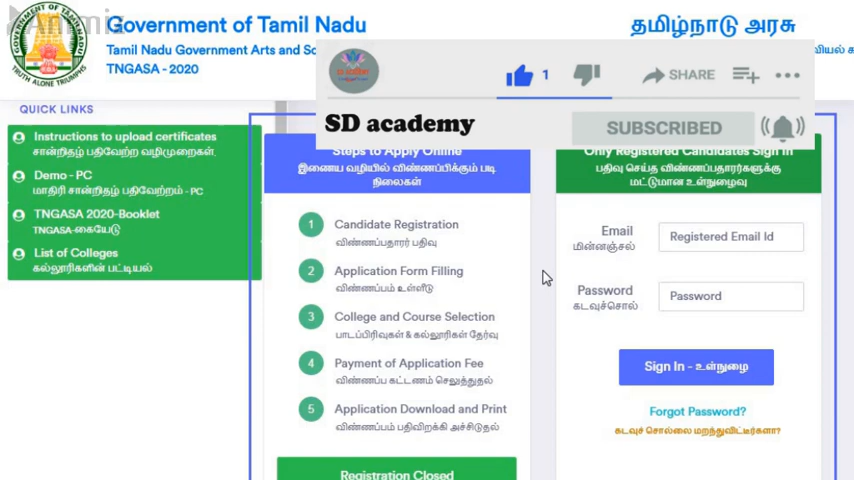 Animiz
Government of Tamil Nadu
தமிழ்நாடு அரசு
Tamil Nadu Government Arts and
TNGASA - 2020
SD ACADEMY
1
SHARE
SD academy
SUBSCRIBED
QUICK LINKS
Instructions to upload certificates
சான்றிதழ் பதிவேற்ற வழிமுறைகள்.
Demo - PC
மாதிரி சான்றிதழ் பதிவேற்றம் - PC
TNGASA 2020-Booklet
TNGASA-கையேடு
List of Colleges
கல்லூரிகளின் பட்டியல்
Steps to Apply Online
இணைய வழியில் விண்ணப்பிக்கும் படி
நிலைகள்
1 Candidate Registration
விண்ணப்பதாரர் பதிவு
2 Application Form Filling
விண்ணப்பம் உள்ளீடு
3 College and Course Selection
பாடப்பிரிவுகள் & கல்லூரிகள் தேர்வு
4 Payment of Application Fee
விண்ணப்ப கட்டணம் செலுத்துதல்
5 Application Download and Print
விண்ணப்பம் பதிவிறக்கி அச்சிடுதல்
Registration Closed
Only Registered Candidates Sign In
பதிவு செய்த விண்ணப்பதாரர்களுக்கு
மட்டுமான உள்நுழைவு
Email
மின்னஞ்சல்
Registered Email Id
Password
கடவுச்சொல்
Password
Sign In - உள்நுழை
Forgot Password?
கடவுச் சொல்லை மறந்துவிட்டீர்களா?